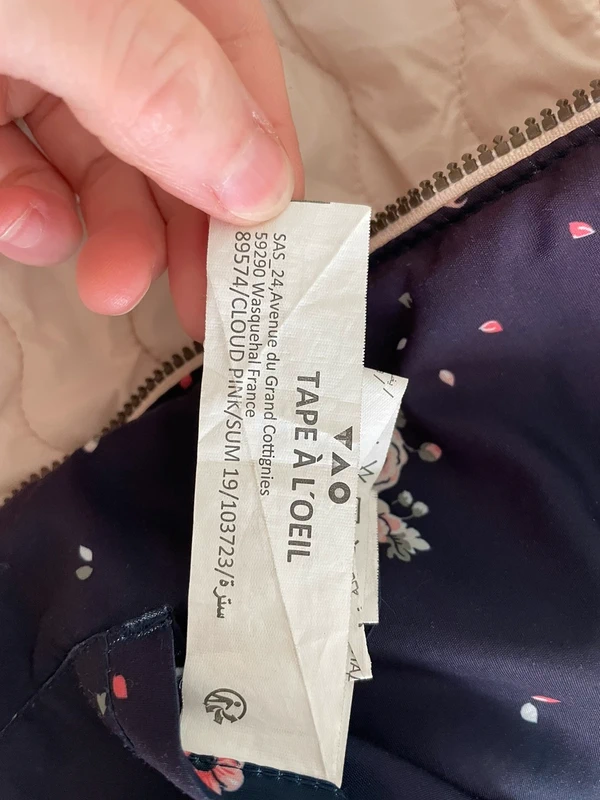 TAO
TAPE À L'OEIL
SAS_24,Avenue du Grand Cottignies
59290 Wasquehal France
89574/CLOUD PINK/SUM 19/103723/سترة